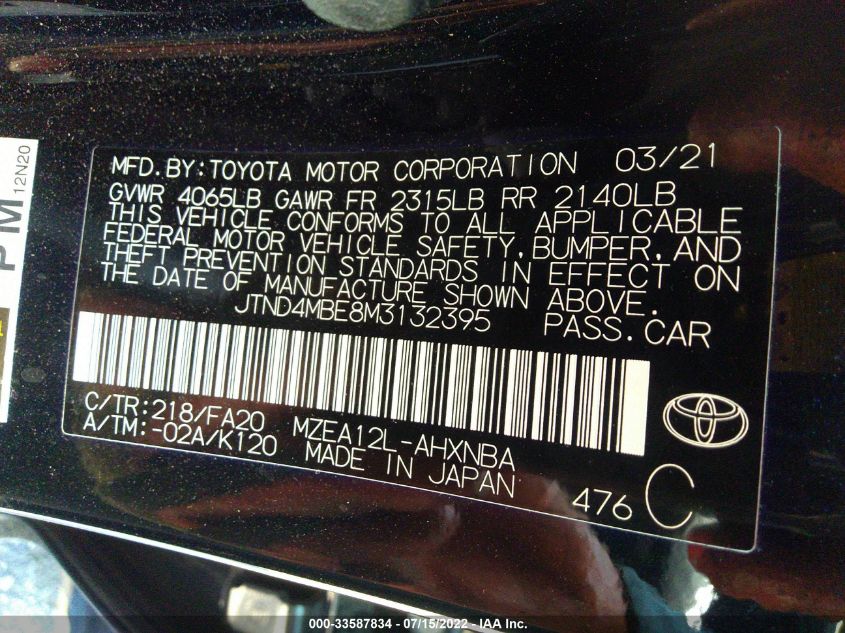 MFD.BY:TOYOTA MOTOR CORPORATION 03/21
GVWR 4065LB GAWR FR 2315LB RR 2140LB
THIS VEHICLE CONFORMS TO ALL APPLICABLE
FEDERAL MOTOR VEHICLE SAFETY,BUMPER,AND
THEFT PREVENTION STANDARDS IN EFFECT ON
THE DATE OF MANUFACTURE SHOWN ABOVE.
JTND4MBE8M3132395 PASS.CAR
C/TR:218/FA20 MZEA12L-AHXNBA
A/TM:-02A/K120 MADE IN JAPAN
476 C
PM
12N20
000-33587834 - 07/15/2022 - IAA Inc.